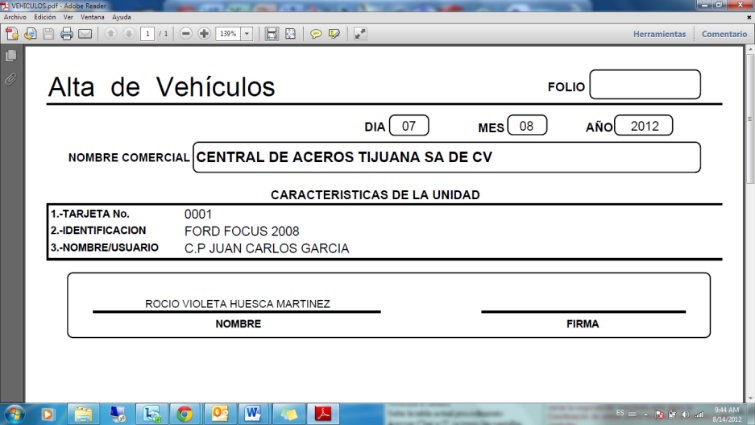 VEHICULOS.pdf - Adobe Reader
Archivo Edición Ver Ventana Ayuda
1 / 1 139% Herramientas Comentario
Alta de Vehículos FOLIO
DIA 07 MES 08 AÑO 2012
NOMBRE COMERCIAL CENTRAL DE ACEROS TIJUANA SA DE CV
CARACTERISTICAS DE LA UNIDAD
1.-TARJETA No. 0001
2.-IDENTIFICACION FORD FOCUS 2008
3.-NOMBRE/USUARIO C.P JUAN CARLOS GARCIA
ROCIO VIOLETA HUESCA MARTINEZ
NOMBRE FIRMA
ES 9:44 AM
8/14/2012